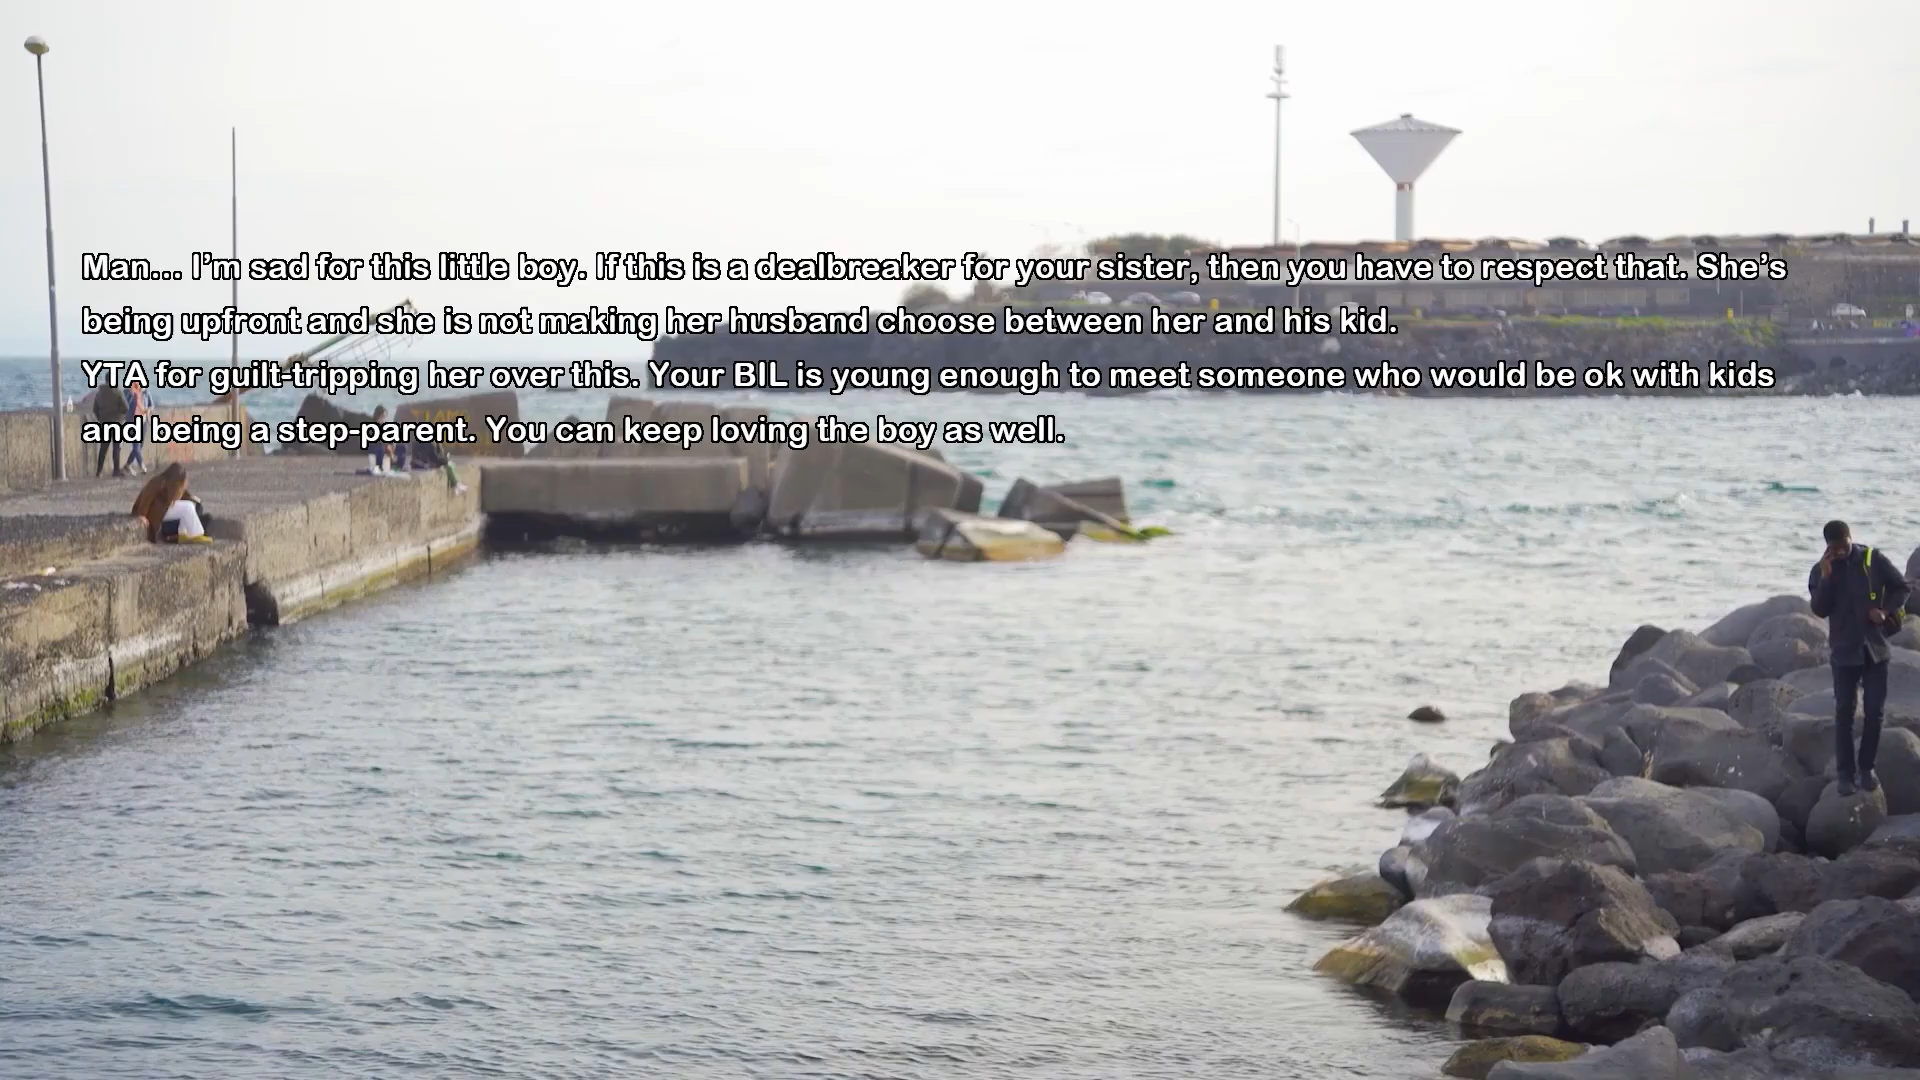 Man... I'm sad for this little boy. If this is a dealbreaker for your sister, then you have to respect that. She's
being upfront and she is not making her husband choose between her and his kid.
YTA for guilt-tripping her over this. Your BIL is young enough to meet someone who would be ok with kids
and being a step-parent. You can keep loving the boy as well.